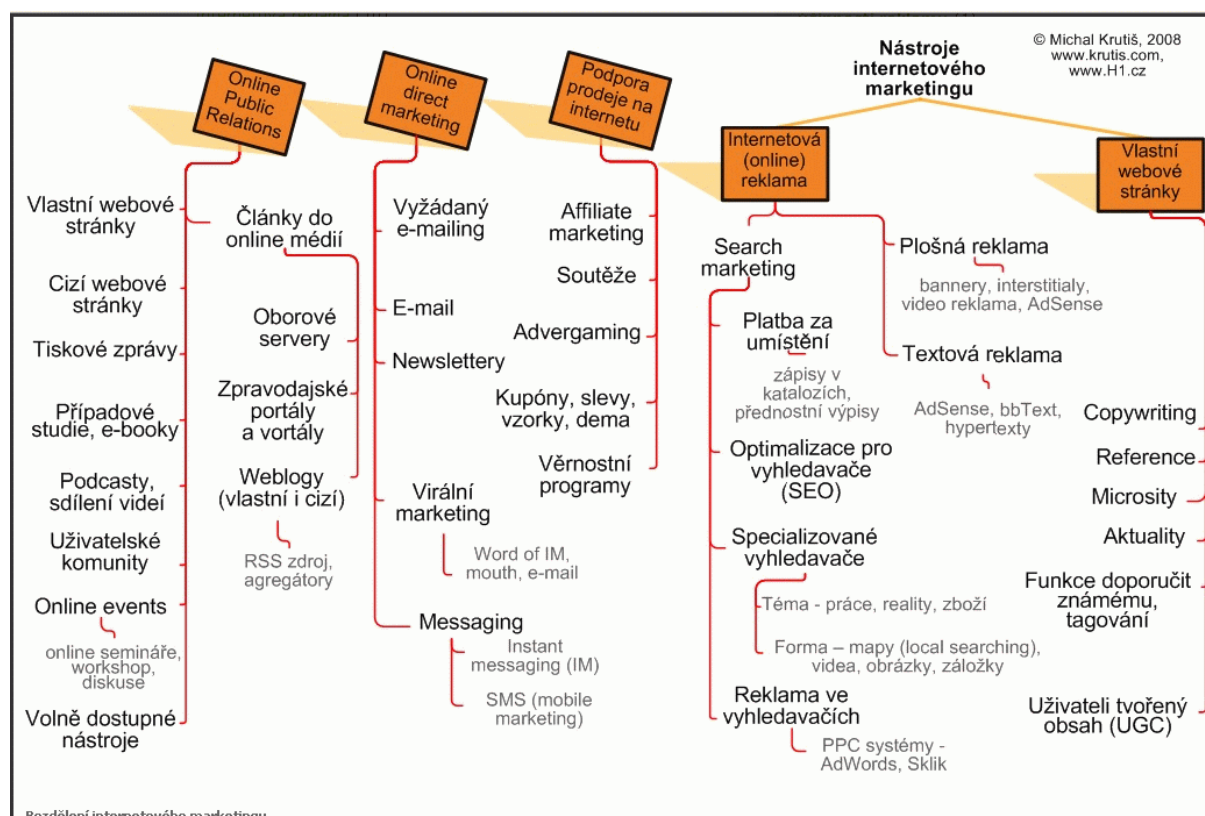 Nástroje
internetového
marketingu
© Michal Krutiš, 2008
www.krutis.com,
www.H1.cz
Online
Public
Relations
Vlastní webové
stránky
Cizí webové
stránky
Tiskové zprávy
Případové
studie, e-booky
Podcasty,
sdílení videí
Uživatelské
komunity
Online events
online semináře,
workshop,
diskuse
Volně dostupné
nástroje
Články do
online médií
Oborové
servery
Zpravodajské
portály
a vortály
Weblogy
(vlastní i cizí)
RSS zdroj,
agregátory
Online
direct
marketing
Vyžádaný
e-mailing
E-mail
Newslettery
Virální
marketing
Word of IM,
mouth, e-mail
Messaging
Instant
messaging (IM)
SMS (mobile
marketing)
Podpora
prodeje na
internetu
Affiliate
marketing
Soutěže
Advergaming
Kupóny, slevy,
vzorky, dema
Věrnostní
programy
Internetová
(online)
reklama
Search
marketing
Platba za
umístění
zápisy v
katalozích,
přednostní výpisy
Optimalizace pro
vyhledavače
(SEO)
Specializované
vyhledavače
Téma - práce, reality, zboží
Forma – mapy (local searching),
videa, obrázky, záložky
Reklama ve
vyhledavačích
PPC systémy -
AdWords, Sklik
Plošná reklama
bannery, interstitialy,
video reklama, AdSense
Textová reklama
AdSense, bbText,
hypertexty
Vlastní
webové
stránky
Copywriting
Reference
Microsity
Aktuality
Funkce doporučit
známému,
tagování
Uživateli tvořený
obsah (UGC)
Rozdělení internetového marketingu